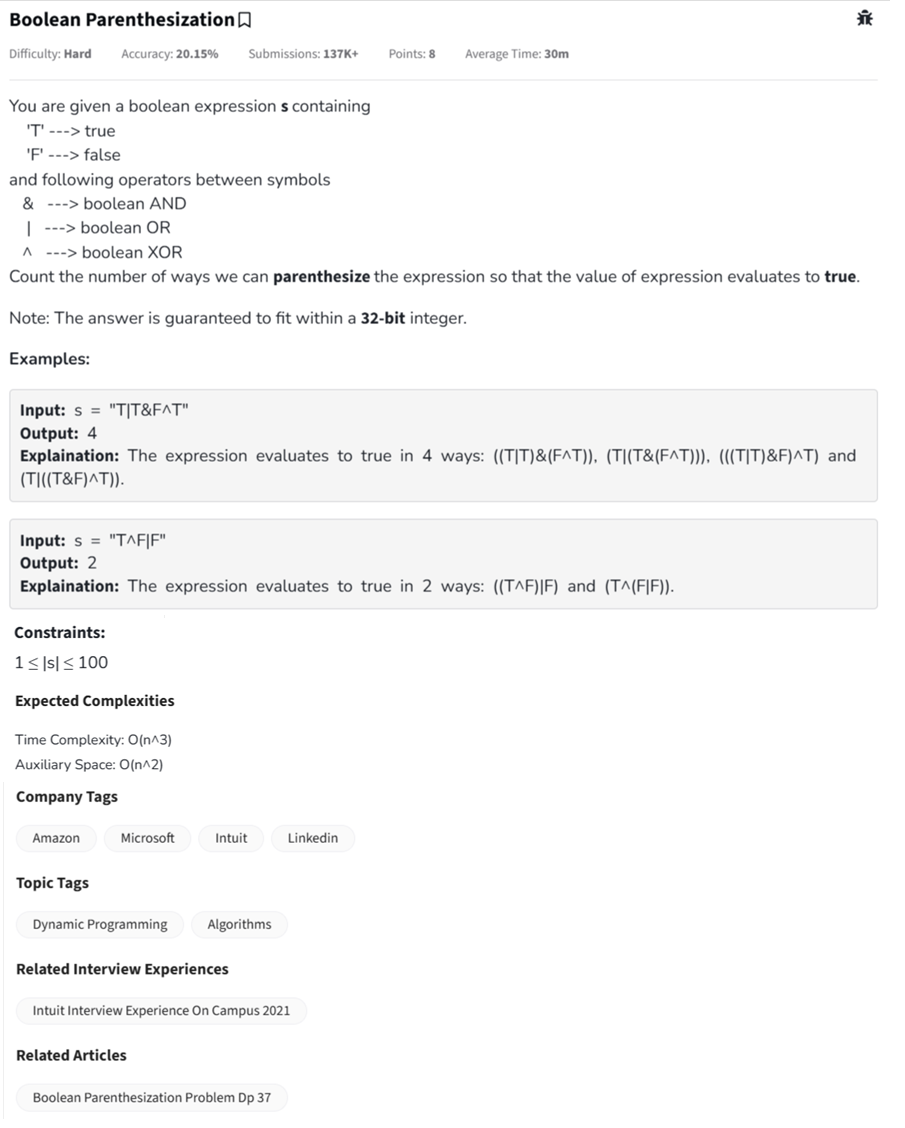 Boolean Parenthesization
Difficulty: Hard Accuracy: 20.15% Submissions: 137K+ Points: 8 Average Time: 30m
You are given a boolean expression s containing
'T' ---> true
'F' ---> false
and following operators between symbols
& ---> boolean AND
| ---> boolean OR
^ ---> boolean XOR
Count the number of ways we can parenthesize the expression so that the value of expression evaluates to true.
Note: The answer is guaranteed to fit within a 32-bit integer.
Examples:
Input: s = "T|T&F^T"
Output: 4
Explaination: The expression evaluates to true in 4 ways: ((T|T)&(F^T)), (T|(T&(F^T))), (((T|T)&F)^T) and
(T|((T&F)^T)).
Input: s = "T^F|F"
Output: 2
Explaination: The expression evaluates to true in 2 ways: ((T^F)|F) and (T^(F|F)).
Constraints:
1 ≤ |s| ≤ 100
Expected Complexities
Time Complexity: O(n^3)
Auxiliary Space: O(n^2)
Company Tags
Amazon Microsoft Intuit Linkedin
Topic Tags
Dynamic Programming Algorithms
Related Interview Experiences
Intuit Interview Experience On Campus 2021
Related Articles
Boolean Parenthesization Problem Dp 37